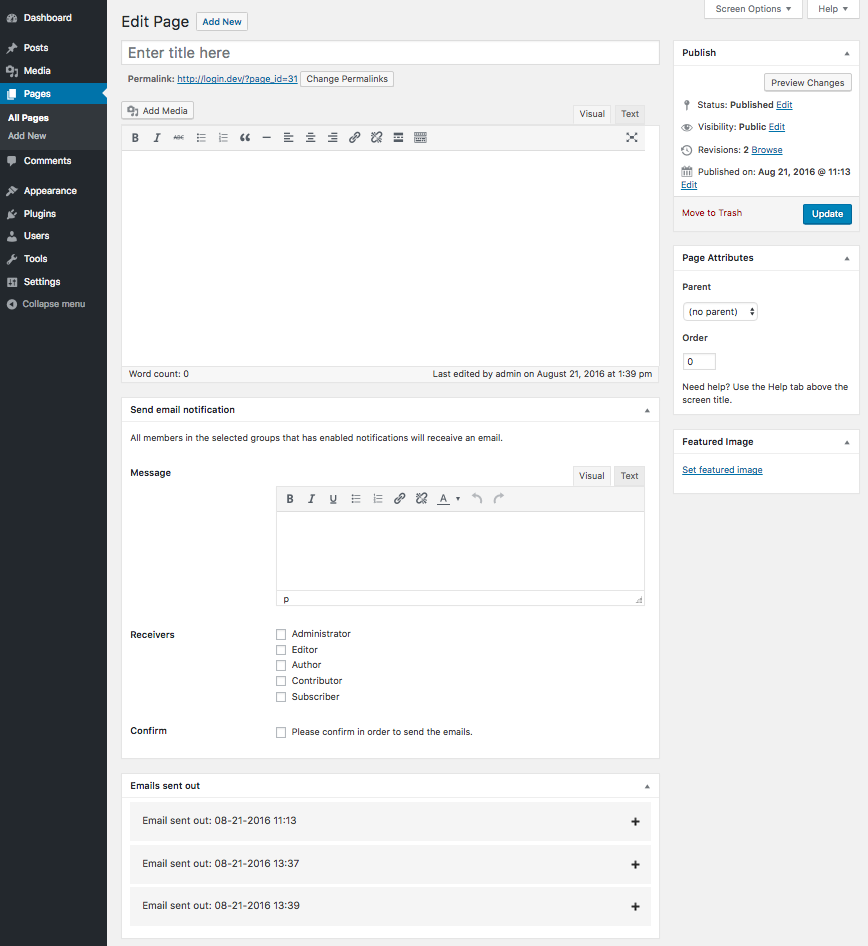 Dashboard
Posts
Media
Pages
All Pages
Add New
Comments
Appearance
Plugins
Users
Tools
Settings
Collapse menu
Screen Options
Help
Edit Page
Add New
Enter title here
Permalink: http://login.dev/?page_id=31 Change Permalinks
Add Media
Visual
Text
B I ABC
Word count: 0
Last edited by admin on August 21, 2016 at 1:39 pm
Send email notification
All members in the selected groups that has enabled notifications will receaive an email.
Message
Visual
Text
B I U A
p
Receivers
Administrator
Editor
Author
Contributor
Subscriber
Confirm
Please confirm in order to send the emails.
Emails sent out
Email sent out: 08-21-2016 11:13
Email sent out: 08-21-2016 13:37
Email sent out: 08-21-2016 13:39
Publish
Preview Changes
Status: Published Edit
Visibility: Public Edit
Revisions: 2 Browse
Published on: Aug 21, 2016 @ 11:13
Edit
Move to Trash
Update
Page Attributes
Parent
(no parent)
Order
0
Need help? Use the Help tab above the
screen title.
Featured Image
Set featured image